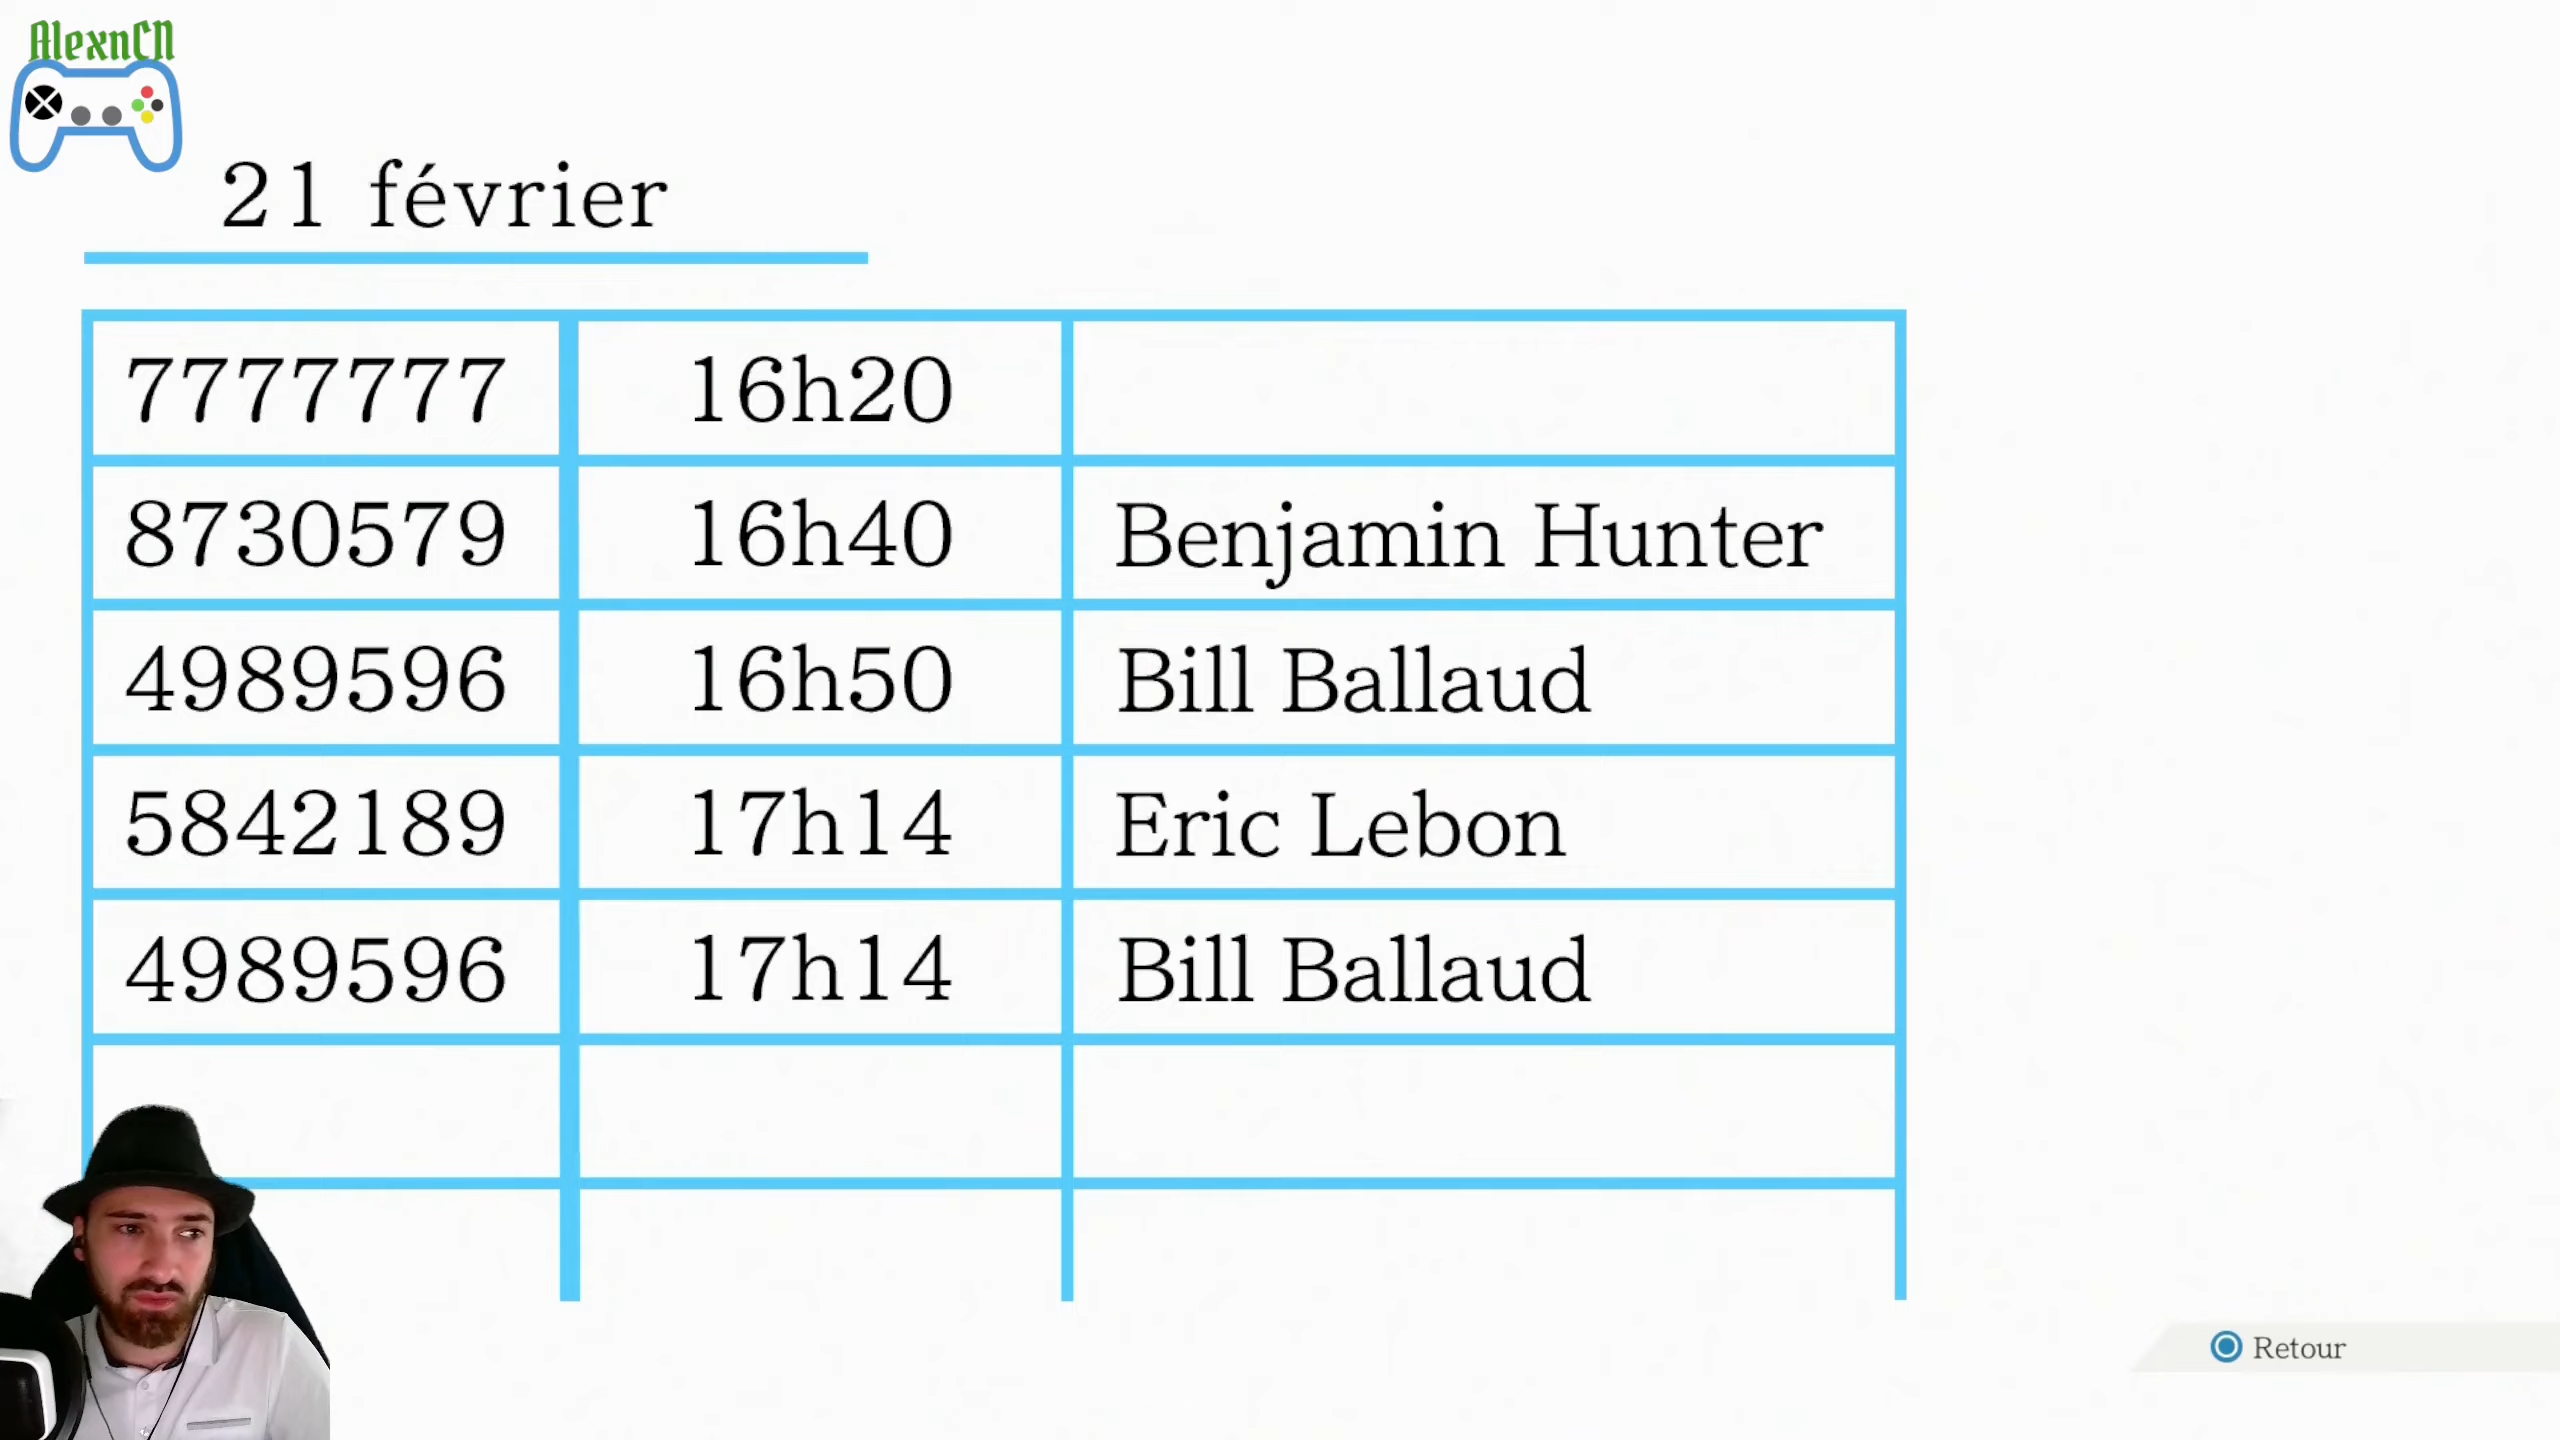 AlexnCN
21 février
7777777 16h20
8730579 16h40 Benjamin Hunter
4989596 16h50 Bill Ballaud
5842189 17h14 Eric Lebon
4989596 17h14 Bill Ballaud
Retour